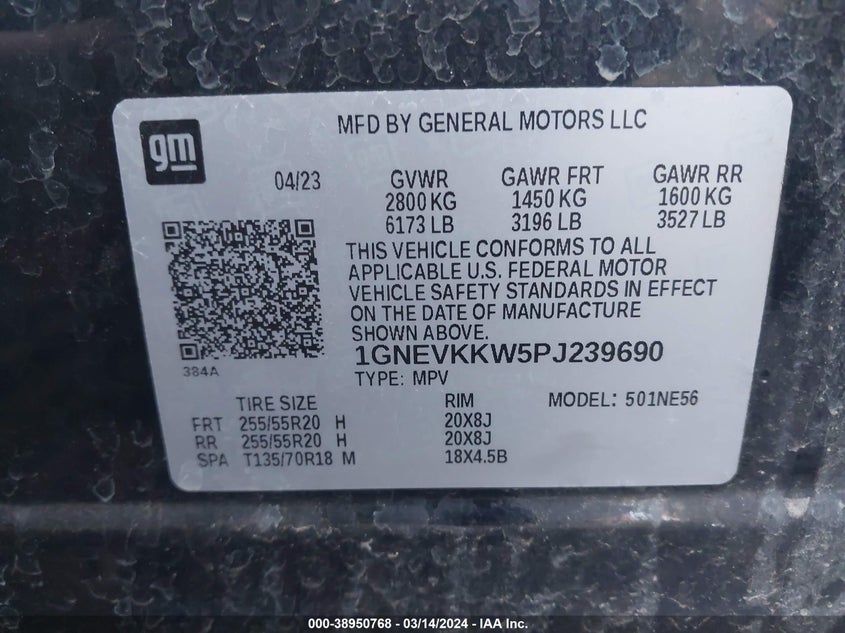 gm
MFD BY GENERAL MOTORS LLC
04/23 GVWR GAWR FRT GAWR RR
2800 KG 1450 KG 1600 KG
6173 LB 3196 LB 3527 LB
THIS VEHICLE CONFORMS TO ALL
APPLICABLE U.S. FEDERAL MOTOR
VEHICLE SAFETY STANDARDS IN EFFECT
ON THE DATE OF MANUFACTURE
SHOWN ABOVE.
1GNEVKKW5PJ239690
384A
TYPE: MPV
TIRE SIZE RIM MODEL: 501NE56
FRT 255/55R20 H 20X8J
RR 255/55R20 H 20X8J
SPA T135/70R18 M 18X4.5B
000-38950768 — 03/14/2024 — IAA Inc.